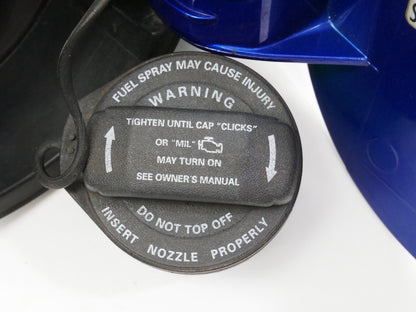 FUEL SPRAY MAY CAUSE INJURY
WARNING
TIGHTEN UNTIL CAP "CLICKS"
OR "MIL"
MAY TURN ON
SEE OWNER'S MANUAL
DO NOT TOP OFF
INSERT NOZZLE PROPERLY